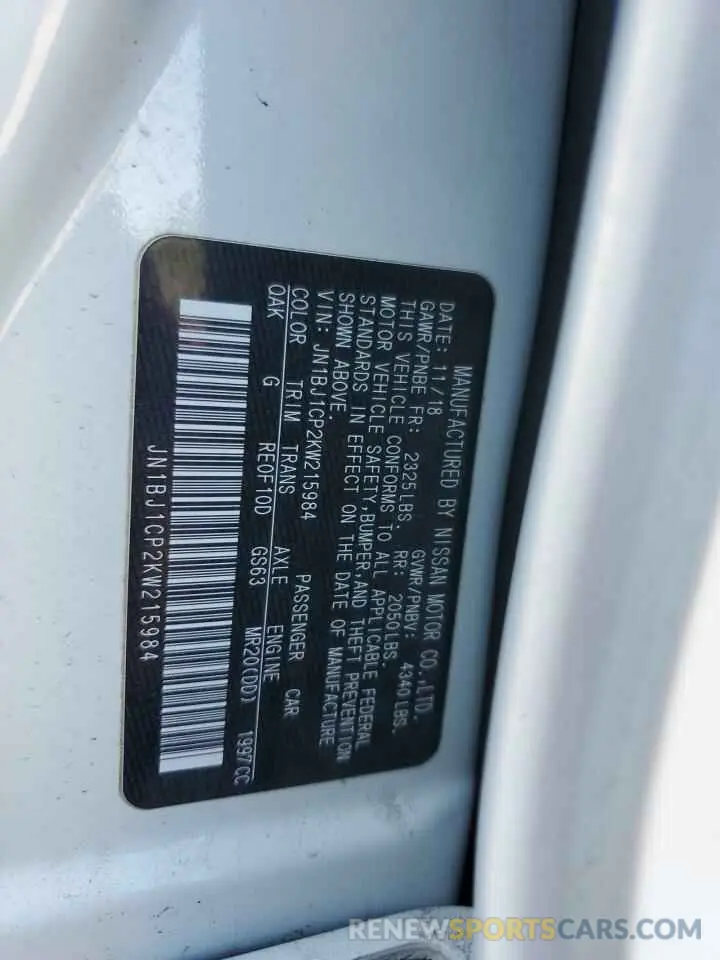 MANUFACTURED BY NISSAN MOTOR CO.,LTD.
DATE: 11/18 GVWR/PNBV: 4340LBS.
GAWR/PNBE FR: 2325LBS. RR: 2050LBS.
THIS VEHICLE CONFORMS TO ALL APPLICABLE FEDERAL
MOTOR VEHICLE SAFETY,BUMPER,AND THEFT PREVENTION
STANDARDS IN EFFECT ON THE DATE OF MANUFACTURE
SHOWN ABOVE.
VIN: JN1BJ1CP2KW215984 PASSENGER CAR
COLOR TRIM TRANS AXLE ENGINE
QAK G RE0F10D GS63 MR20(DD) 1997CC
JN1BJ1CP2KW215984
RENEWSPORTSCARS.COM